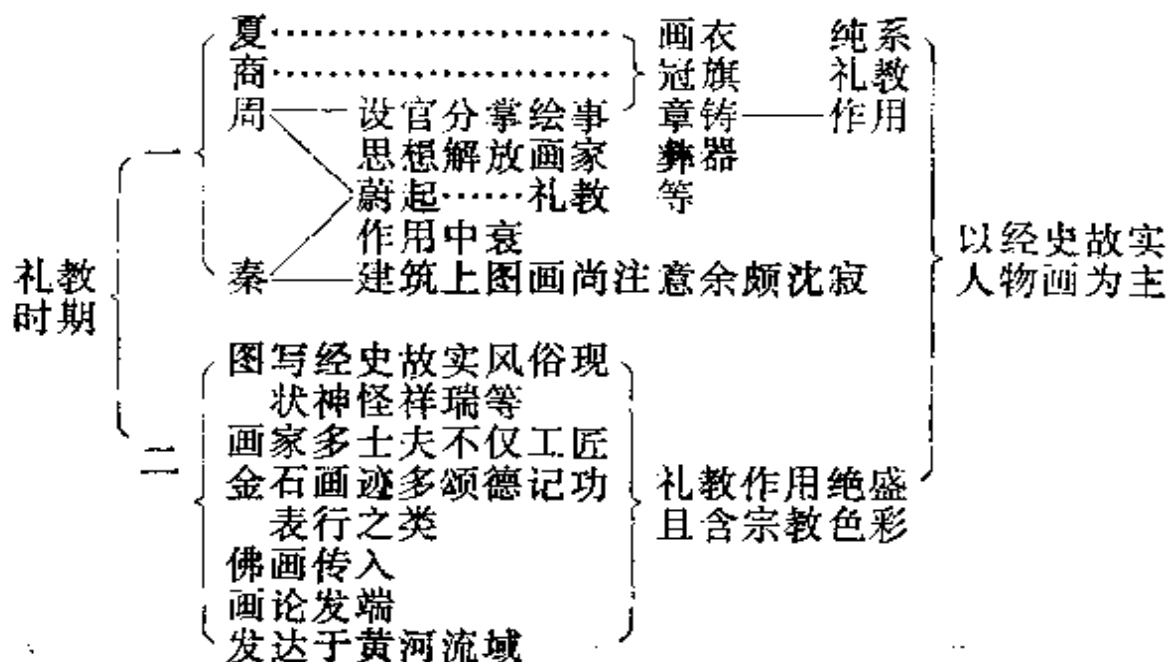 夏…………………… 画衣 纯系
商…………………… 冠旗 礼教
周——设官分掌绘事 章铸——作用
一 思想解放画家 彝器
蔚起……礼教 等
作用中衰
以经史故实
礼教
秦——建筑上图画尚注意余颇沈寂
人物画为主
时期
图写经史故实风俗现
状神怪祥瑞等
二 画家多士夫不仅工匠
金石画迹多颂德记功 礼教作用绝盛
表行之类 且含宗教色彩
佛画传入
画论发端
发达于黄河流域